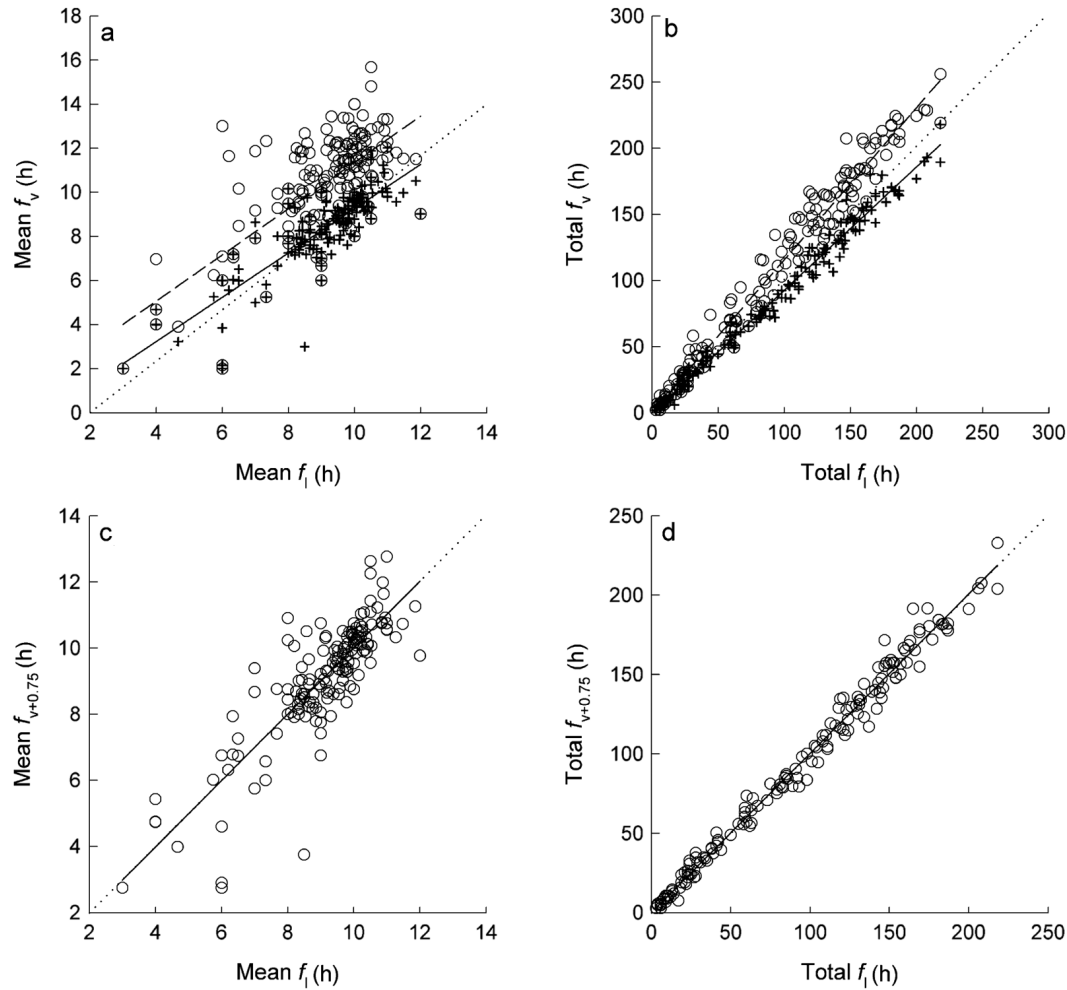 a
18
16
14
12
10
8
6
4
2
0
Mean fv (h)
2 4 6 8 10 12 14
Mean fl (h)
b
300
250
200
150
100
50
0
Total fv (h)
0 50 100 150 200 250 300
Total fl (h)
c
14
12
10
8
6
4
2
Mean fv+0.75 (h)
2 4 6 8 10 12 14
Mean fl (h)
d
250
200
150
100
50
0
Total fv+0.75 (h)
0 50 100 150 200 250
Total fl (h)